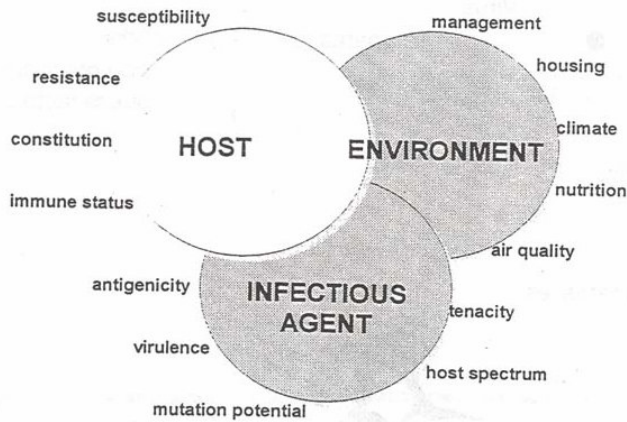 susceptibility
resistance
constitution
immune status
HOST
management
housing
climate
nutrition
air quality
ENVIRONMENT
antigenicity
virulence
mutation potential
INFECTIOUS
AGENT
tenacity
host spectrum